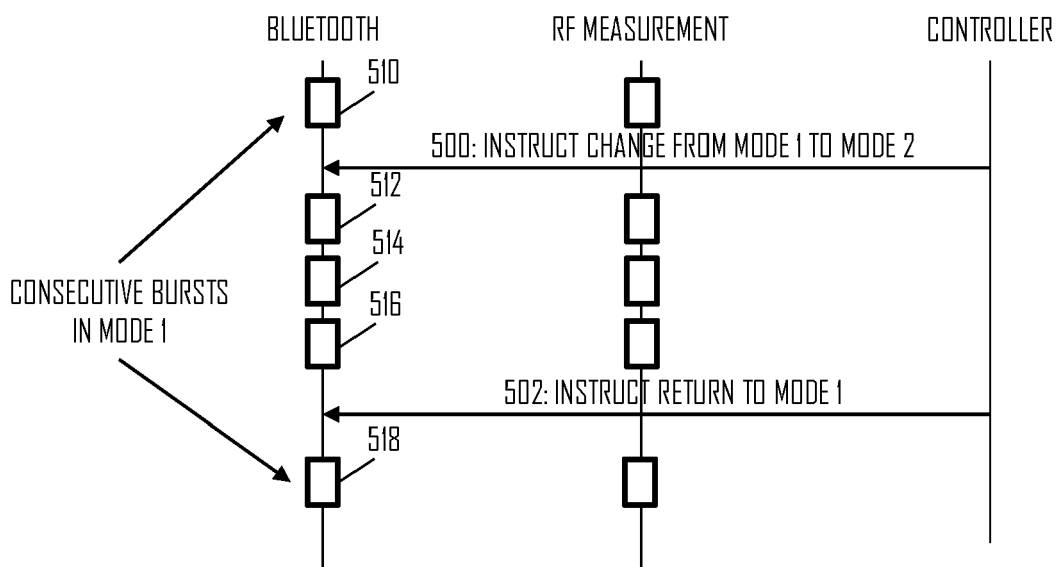 BLUETOOTH RF MEASUREMENT CONTROLLER
510
500: INSTRUCT CHANGE FROM MODE 1 TO MODE 2
512
514
CONSECUTIVE BURSTS
IN MODE 1
516
502: INSTRUCT RETURN TO MODE 1
518